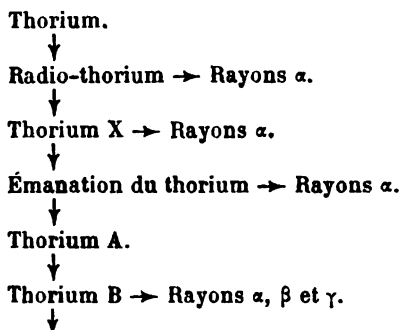 Thorium.
↓
Radio-thorium → Rayons α.
↓
Thorium X → Rayons α.
↓
Émanation du thorium → Rayons α.
↓
Thorium A.
↓
Thorium B → Rayons α, β et γ.
↓